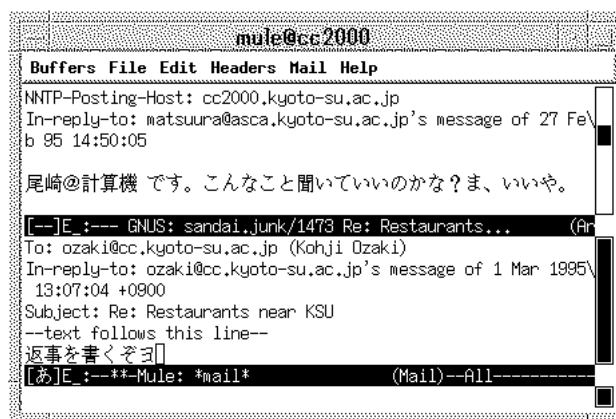 mule@cc2000
Buffers File Edit Headers Mail Help
NNTP-Posting-Host: cc2000.kyoto-su.ac.jp
In-reply-to: matsuura@asca.kyoto-su.ac.jp's message of 27 Fe\
b 95 14:50:05
尾崎@計算機 です。こんなこと聞いていいのかな？ま、いいや。
[--]E_:--- GNUS: sandai.junk/1473 Re: Restaurants... (Ar
To: ozaki@cc.kyoto-su.ac.jp (Kohji Ozaki)
In-reply-to: ozaki@cc.kyoto-su.ac.jp's message of 1 Mar 1995\
13:07:04 +0900
Subject: Re: Restaurants near KSU
--text follows this line--
返事を書くぞヨ
[あ]E_:--**-Mule: *mail* (Mail)--All-----------